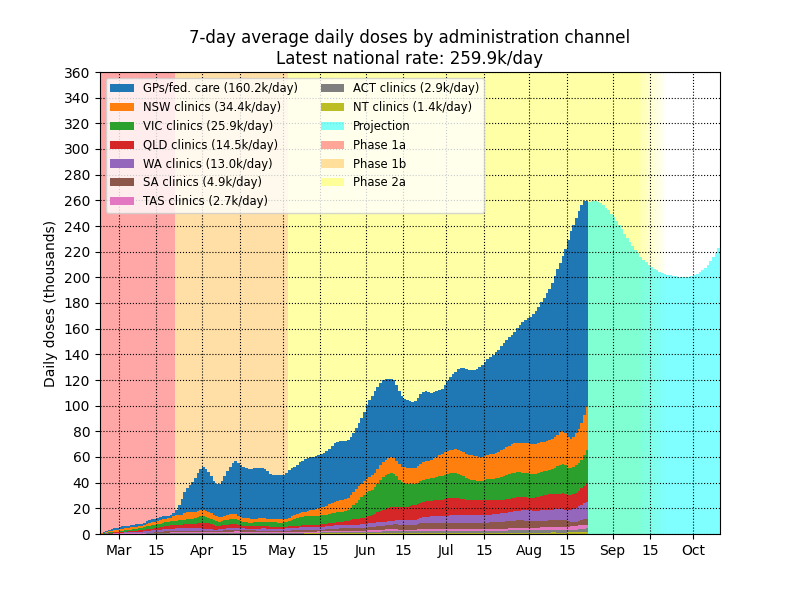 7-day average daily doses by administration channel
Latest national rate: 259.9k/day
Daily doses (thousands)
360
340
320
300
280
260
240
220
200
180
160
140
120
100
80
60
40
20
0
GPs/fed. care (160.2k/day)
NSW clinics (34.4k/day)
VIC clinics (25.9k/day)
QLD clinics (14.5k/day)
WA clinics (13.0k/day)
SA clinics (4.9k/day)
TAS clinics (2.7k/day)
ACT clinics (2.9k/day)
NT clinics (1.4k/day)
Projection
Phase 1a
Phase 1b
Phase 2a
Mar 15 Apr 15 May 15 Jun 15 Jul 15 Aug 15 Sep 15 Oct